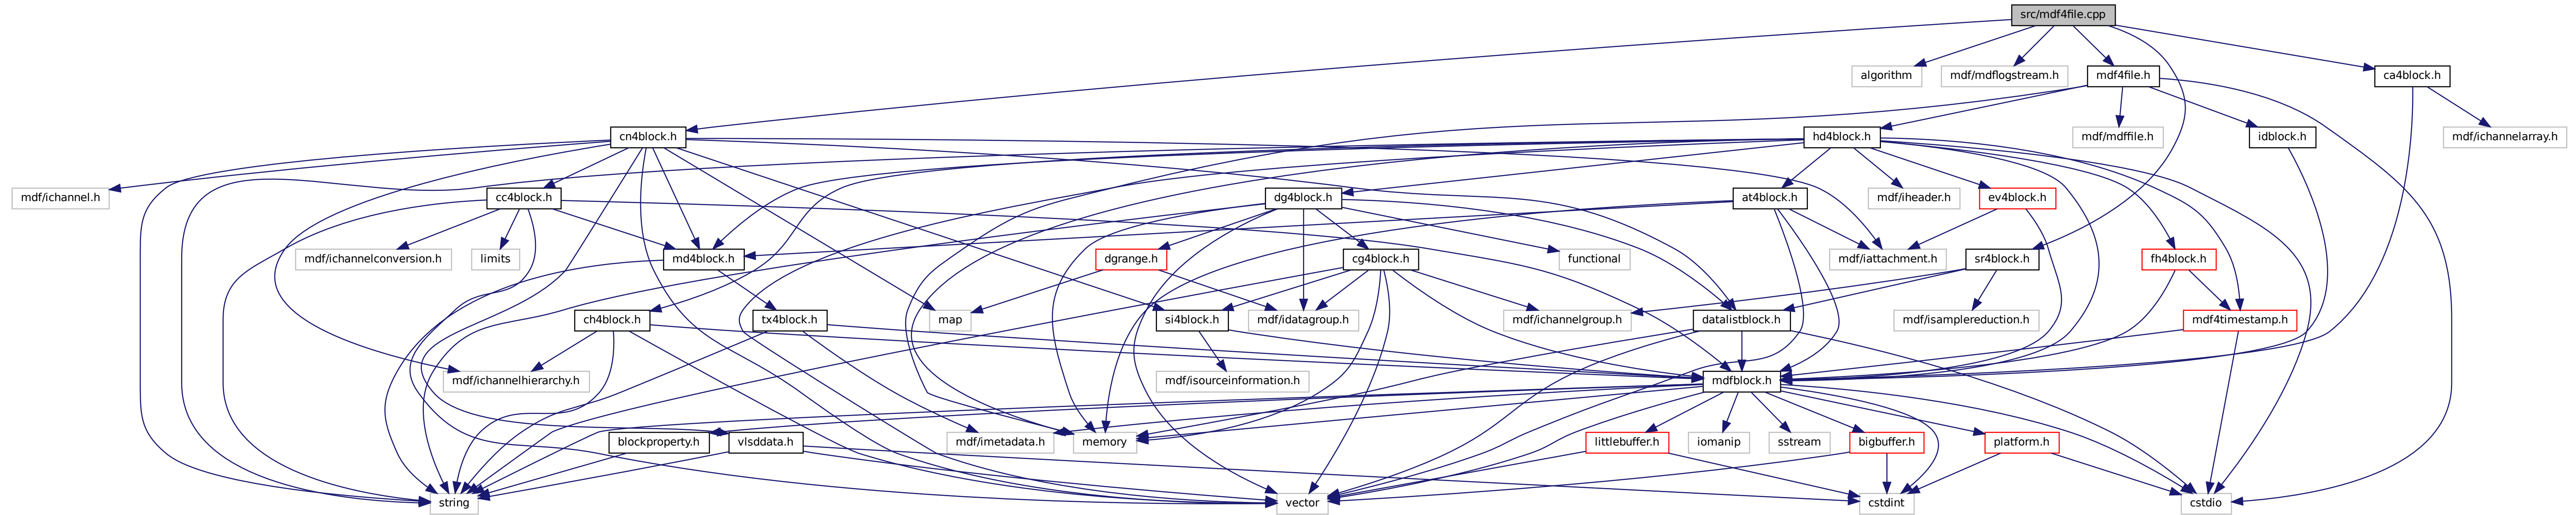 src/mdf4file.cpp
algorithm
mdf/mdflogstream.h
mdf4file.h
ca4block.h
cn4block.h
hd4block.h
mdf/mdffile.h
idblock.h
mdf/ichannelarray.h
mdf/ichannel.h
cc4block.h
dg4block.h
at4block.h
mdf/iheader.h
ev4block.h
mdf/ichannelconversion.h
limits
md4block.h
dgrange.h
cg4block.h
functional
mdf/iattachment.h
sr4block.h
fh4block.h
ch4block.h
tx4block.h
map
si4block.h
mdf/idatagroup.h
mdf/ichannelgroup.h
datalistblock.h
mdf/isamplereduction.h
mdf4timestamp.h
mdf/ichannelhierarchy.h
mdf/isourceinformation.h
mdfblock.h
blockproperty.h
vlsddata.h
mdf/imetadata.h
memory
littlebuffer.h
iomanip
sstream
bigbuffer.h
platform.h
string
vector
cstdint
cstdio